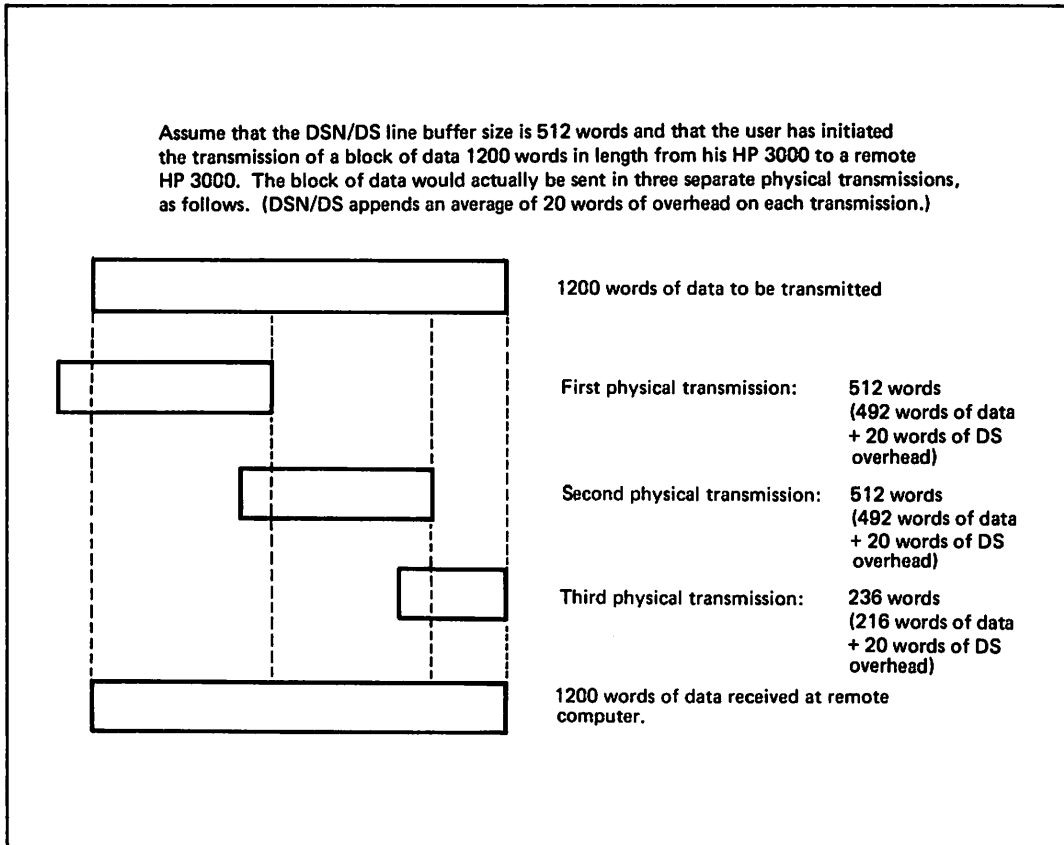 Assume that the DSN/DS line buffer size is 512 words and that the user has initiated
the transmission of a block of data 1200 words in length from his HP 3000 to a remote
HP 3000. The block of data would actually be sent in three separate physical transmissions,
as follows. (DSN/DS appends an average of 20 words of overhead on each transmission.)
1200 words of data to be transmitted
First physical transmission: 512 words
(492 words of data
+ 20 words of DS
overhead)
Second physical transmission: 512 words
(492 words of data
+ 20 words of DS
overhead)
Third physical transmission: 236 words
(216 words of data
+ 20 words of DS
overhead)
1200 words of data received at remote
computer.